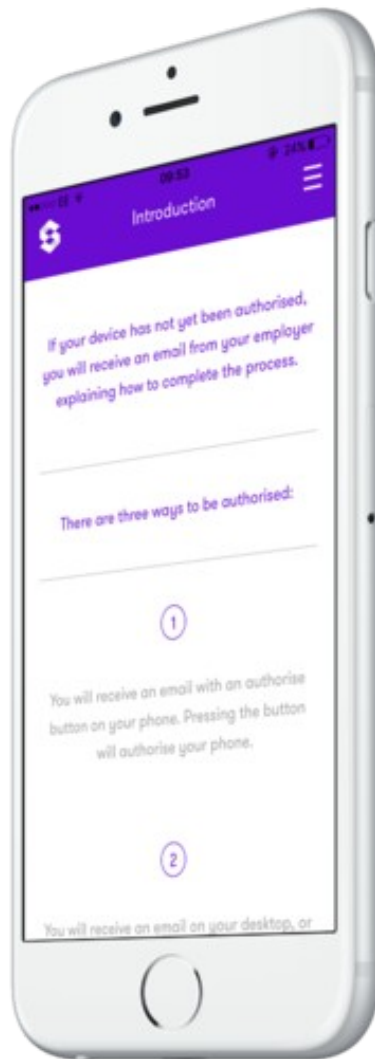 EE 09:53 24%
Introduction
If your device has not yet been authorised,
you will receive an email from your employer
explaining how to complete the process.
There are three ways to be authorised:
1
You will receive an email with an authorise
button on your phone. Pressing the button
will authorise your phone.
2
You will receive an email on your desktop, or